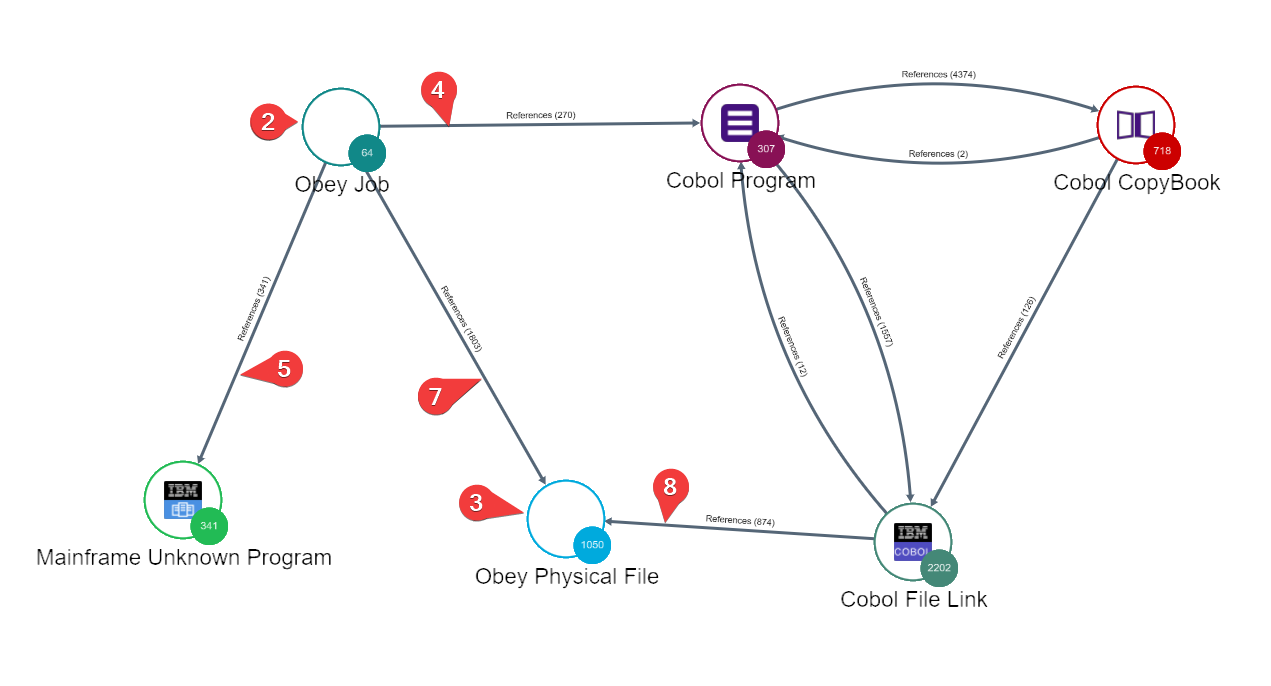 References (4374)
4
References (270)
2
307
References (2)
718
64
Obey Job
Cobol Program
Cobol CopyBook
References (341)
References (1803)
References (1557)
References (126)
References (12)
5
7
IBM
8
3
341
References (874)
IBM
COBOL
1050
Mainframe Unknown Program
Obey Physical File
2202
Cobol File Link